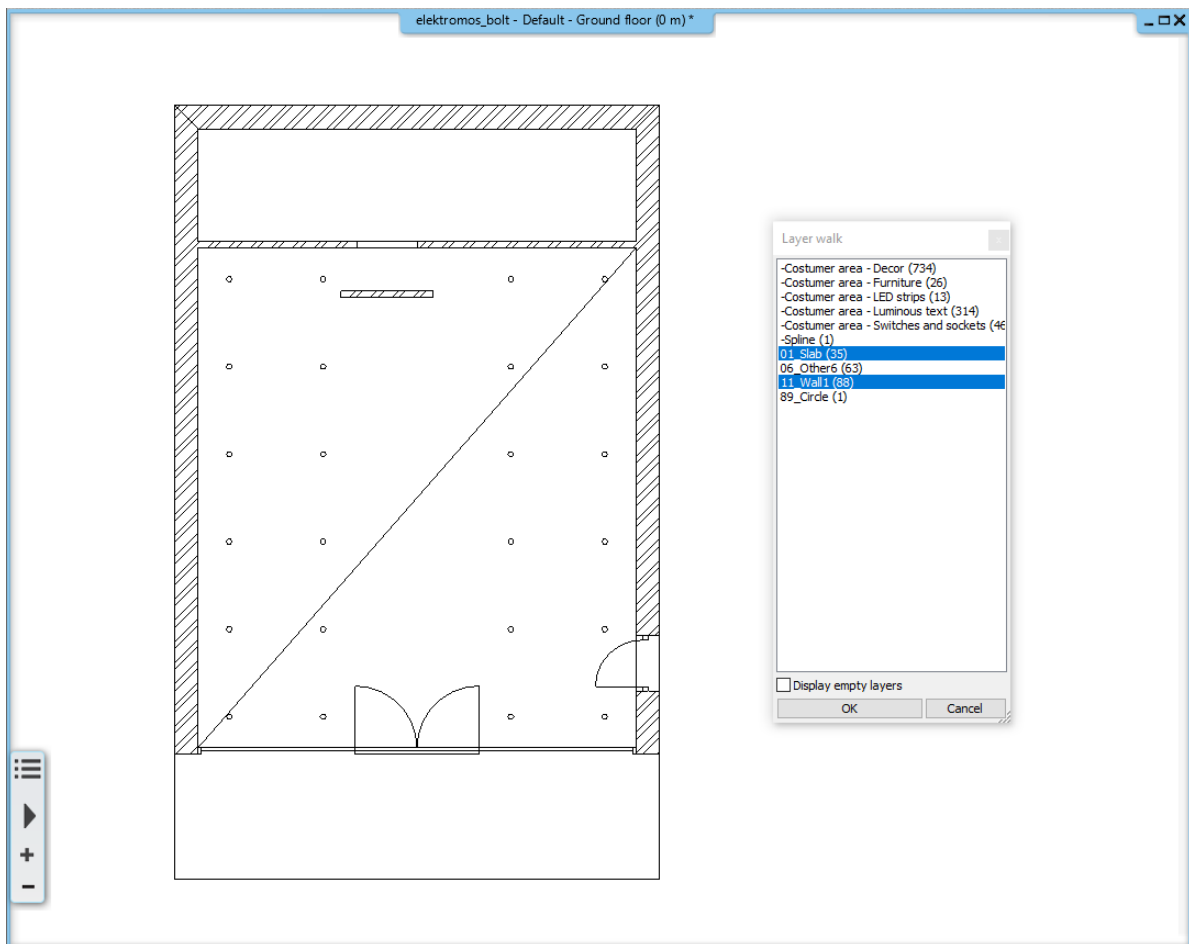 elektromos_bolt - Default - Ground floor (0 m) *
Layer walk
-Costumer area - Decor (734)
-Costumer area - Furniture (26)
-Costumer area - LED strips (13)
-Costumer area - Luminous text (314)
-Costumer area - Switches and sockets (46
-Spline (1)
01_Slab (35)
06_Other6 (63)
11_Wall1 (88)
89_Circle (1)
Display empty layers
OK Cancel